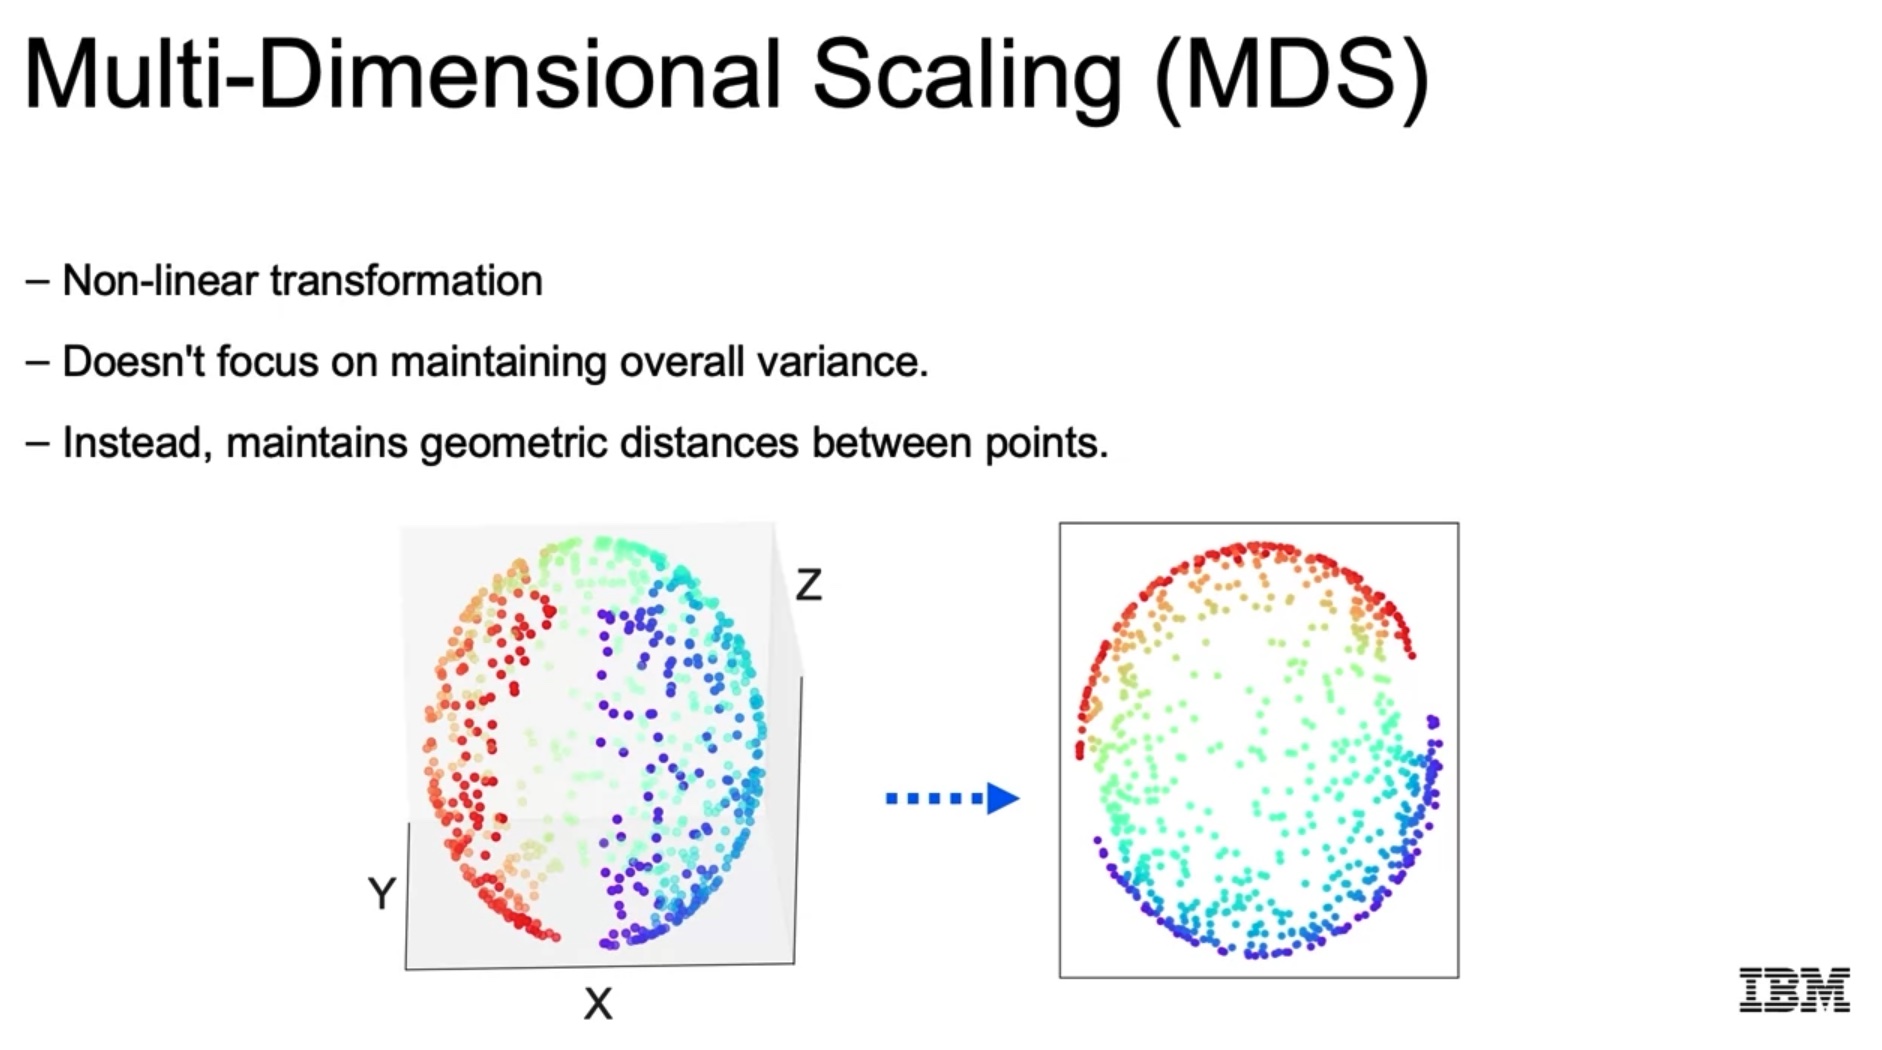 Multi-Dimensional Scaling (MDS)
– Non-linear transformation
– Doesn't focus on maintaining overall variance.
– Instead, maintains geometric distances between points.
Z
Y
X
IBM